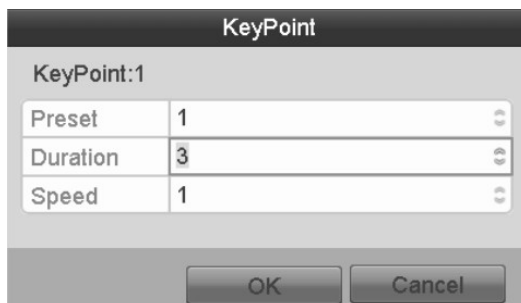 KeyPoint
KeyPoint:1
Preset 1
Duration 3
Speed 1
OK Cancel